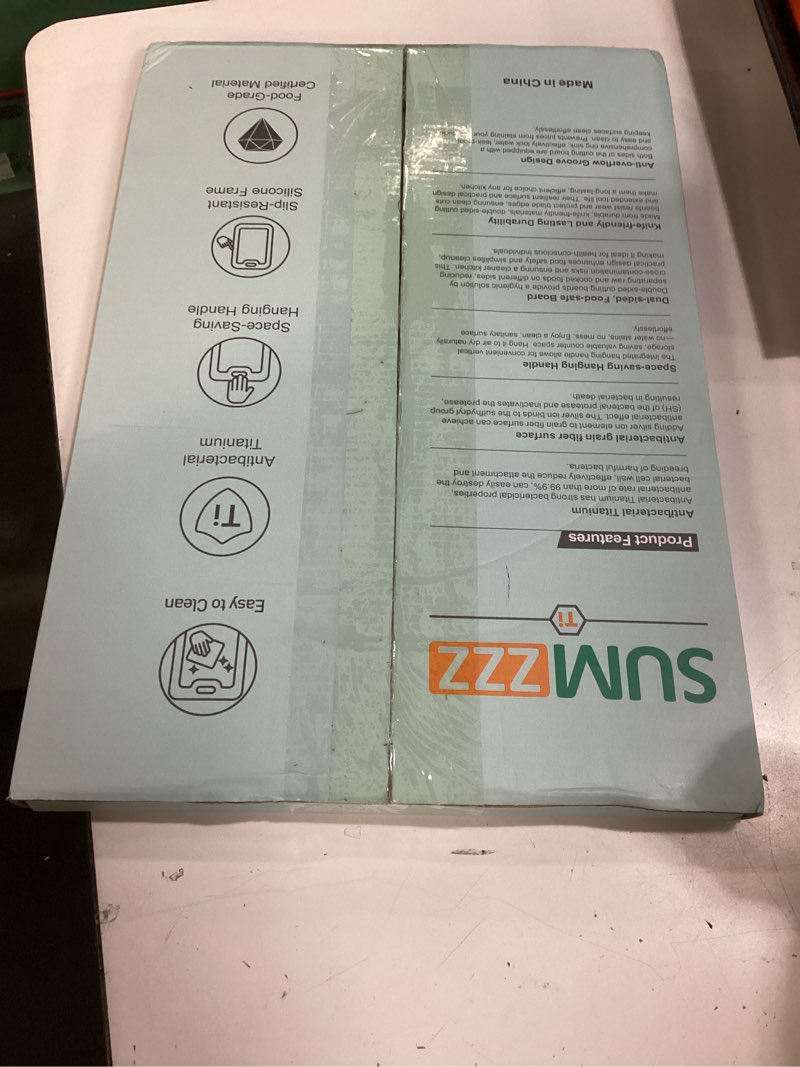 SUMZZZ
Ti
Product Features
Antibacterial Titanium
Antibacterial Titanium has strong bactericidal properties,
antibacterial rate of more than 99.9%, can easily destroy the
bacterial cell wall, effectively reduce the attachment and
breeding of harmful bacteria.
Antibacterial grain fiber surface
Adding silver ion element to grain fiber surface can achieve
antibacterial effect. The silver ion binds to the sulfhydryl group
(SH) of the bacterial protease and inactivates the protease,
resulting in bacterial death.
Space-saving Hanging Handle
The integrated hanging handle allows for convenient vertical
storage, saving valuable counter space. Hang it to air dry naturally
—no water stains, no mess. Enjoy a clean, sanitary surface
effortlessly.
Dual-sided, Food-safe Board
Double-sided cutting boards provide a hygienic solution by
separating raw and cooked foods on different sides, reducing
cross-contamination risks and ensuring a cleaner kitchen. This
practical design enhances food safety and simplifies cleanup,
making it ideal for health-conscious individuals.
Knife-friendly and Lasting Durability
Made from durable, knife-friendly materials, double-sided cutting
boards resist wear and protect blade edges, ensuring clean cuts
and extended tool life. Their resilient surface and practical design
make them a long-lasting, efficient choice for any kitchen.
Anti-overflow Groove Design
Both sides of the cutting board are equipped with a
comprehensive ring sink, effectively lock water,
and easy to clean. Prevents juices from staining your
keeping surfaces clean effortlessly
Made in China
Easy to Clean
Ti
Antibacterial
Titanium
Space-Saving
Hanging Handle
Slip-Resistant
Silicone Frame
Food-Grade
Certified Material